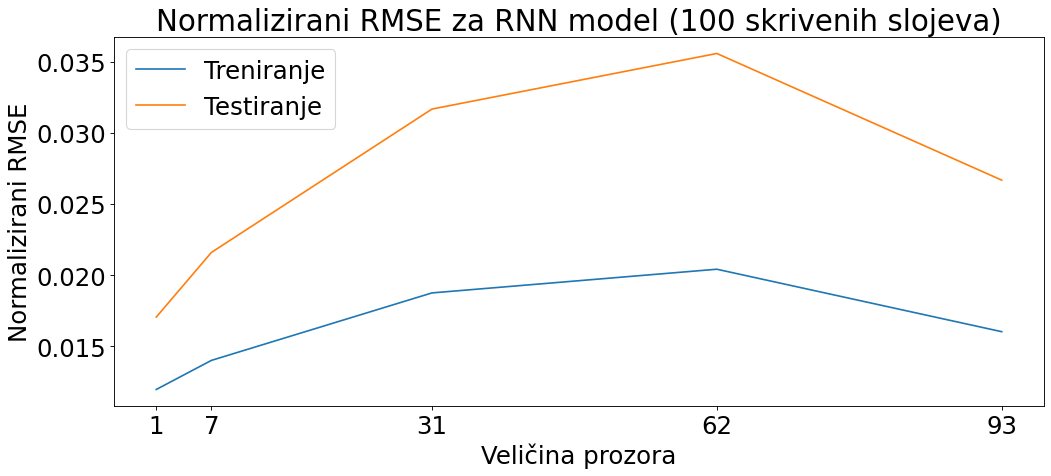 Normalizirani RMSE za RNN model (100 skrivenih slojeva)
Treniranje
Testiranje
Normalizirani RMSE
0.035
0.030
0.025
0.020
0.015
1 7 31 62 93
Veličina prozora